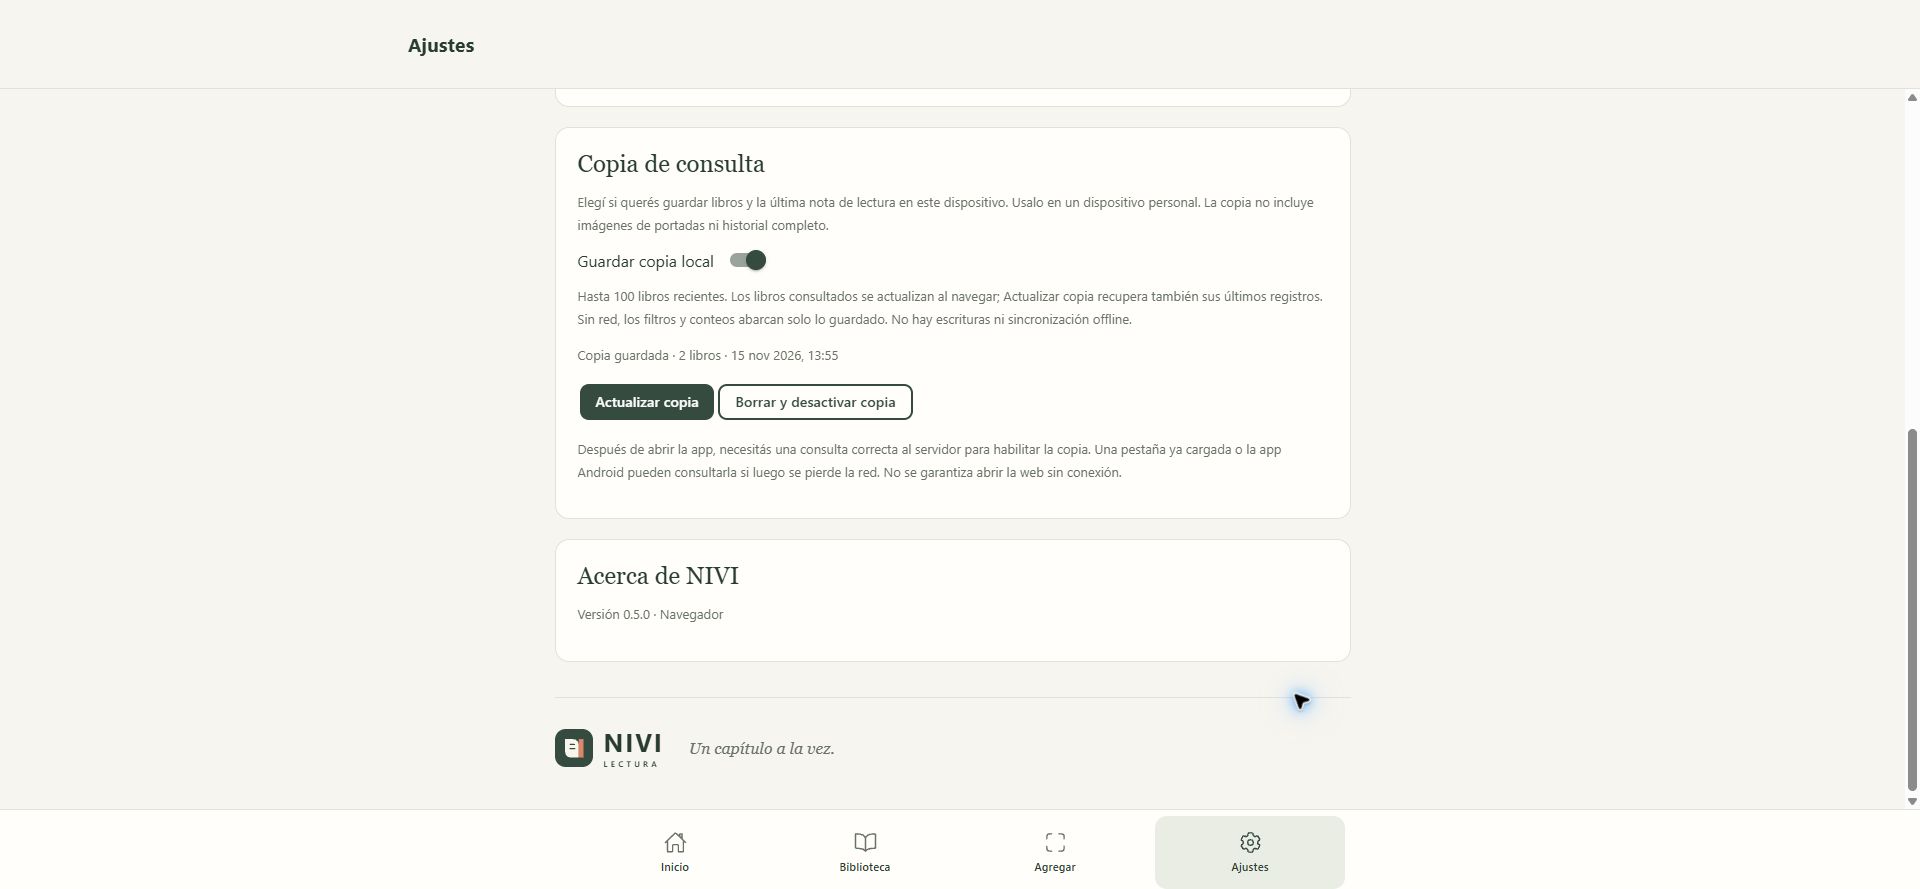 Ajustes
Copia de consulta
Elegí si querés guardar libros y la última nota de lectura en este dispositivo. Usalo en un dispositivo personal. La copia no incluye
imágenes de portadas ni historial completo.
Guardar copia local
Hasta 100 libros recientes. Los libros consultados se actualizan al navegar; Actualizar copia recupera también sus últimos registros.
Sin red, los filtros y conteos abarcan solo lo guardado. No hay escrituras ni sincronización offline.
Copia guardada · 2 libros · 15 nov 2026, 13:55
Actualizar copia Borrar y desactivar copia
Después de abrir la app, necesitás una consulta correcta al servidor para habilitar la copia. Una pestaña ya cargada o la app
Android pueden consultarla si luego se pierde la red. No se garantiza abrir la web sin conexión.
Acerca de NIVI
Versión 0.5.0 · Navegador
NIVI
LECTURA
Un capítulo a la vez.
Inicio Biblioteca Agregar Ajustes